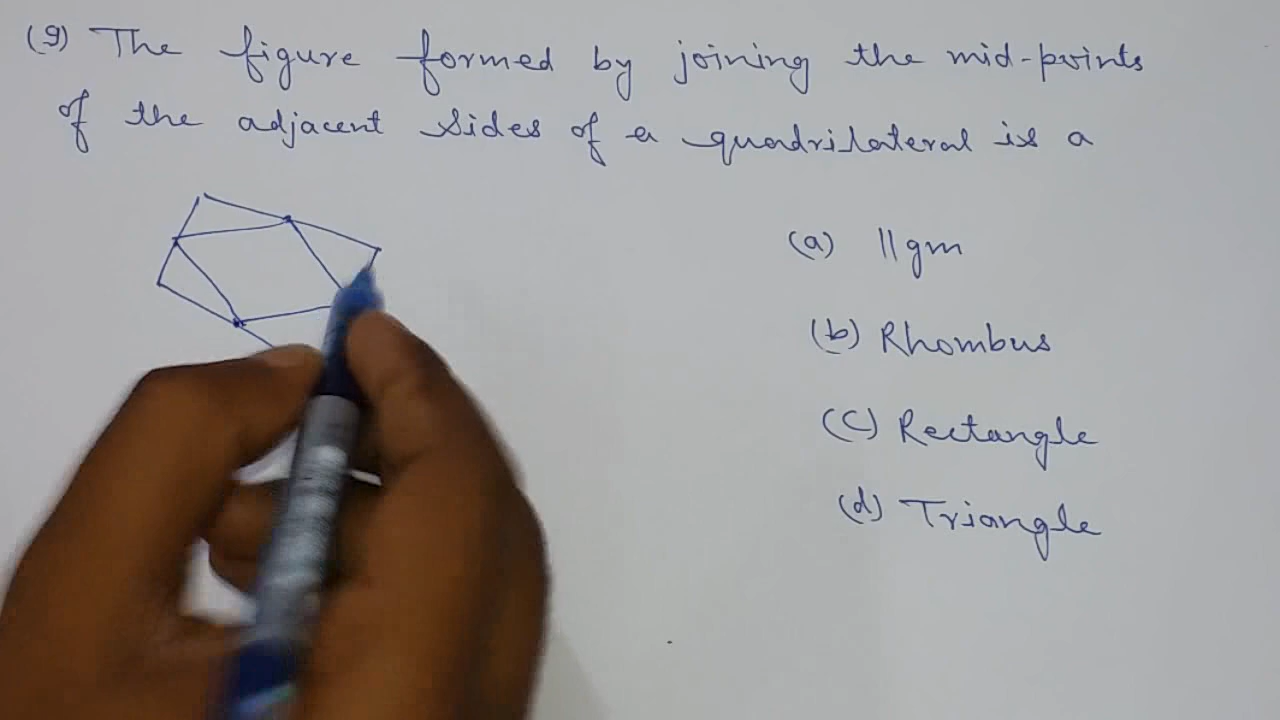 (9) The figure formed by joining the mid-points
of the adjacent sides of a quadrilateral is a
(a) ||gm
(b) Rhombus
(c) Rectangle
(d) Triangle